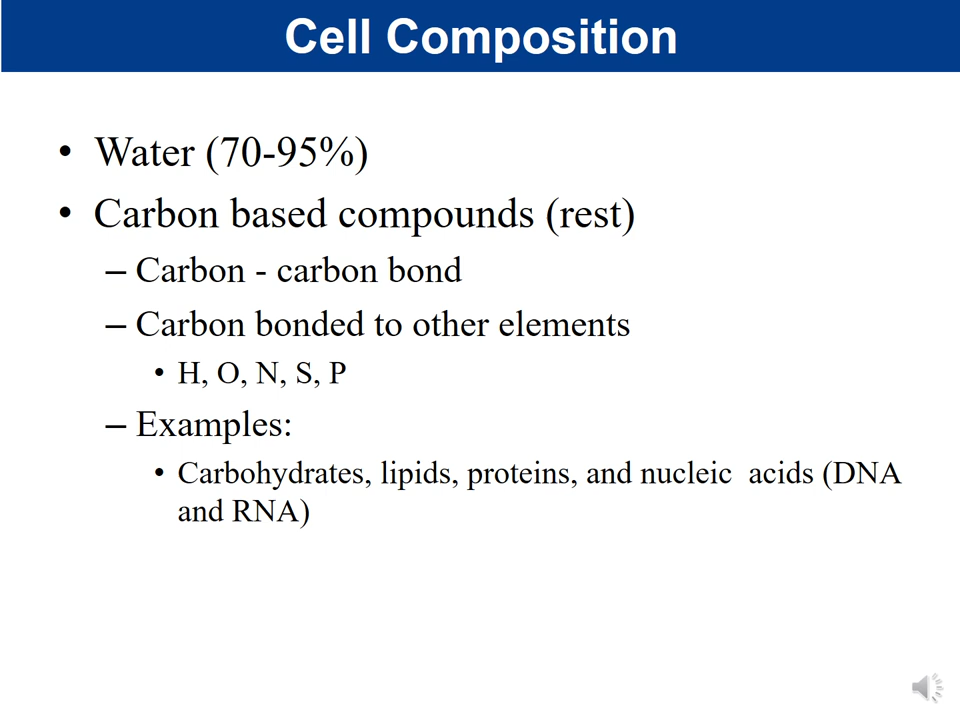 Cell Composition
• Water (70-95%)
• Carbon based compounds (rest)
– Carbon - carbon bond
– Carbon bonded to other elements
• H, O, N, S, P
– Examples:
• Carbohydrates, lipids, proteins, and nucleic  acids (DNA
and RNA)